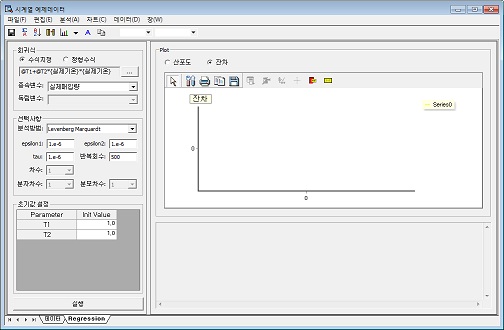 시계열 예제데이터
파일(F) 편집(E) 분석(A) 차트(C) 데이터(D) 창(W)
회귀식
수식지정 정형수식
@T1+@T2*(실제기온)*(실제기온) ...
종속변수: 실제매입량
독립변수:
선택사항
분석방법: Levenberg Marquardt
epsilon1: 1.e-6 epsilon2: 1.e-6
tau: 1.e-6 반복회수: 500
차수: 1
분자차수: 1 분모차수: 1
초기값 설정
Parameter Init Value
T1 1.0
T2 1.0
실행
Plot
산포도 잔차
잔차
Series0
0
0
데이터 Regression